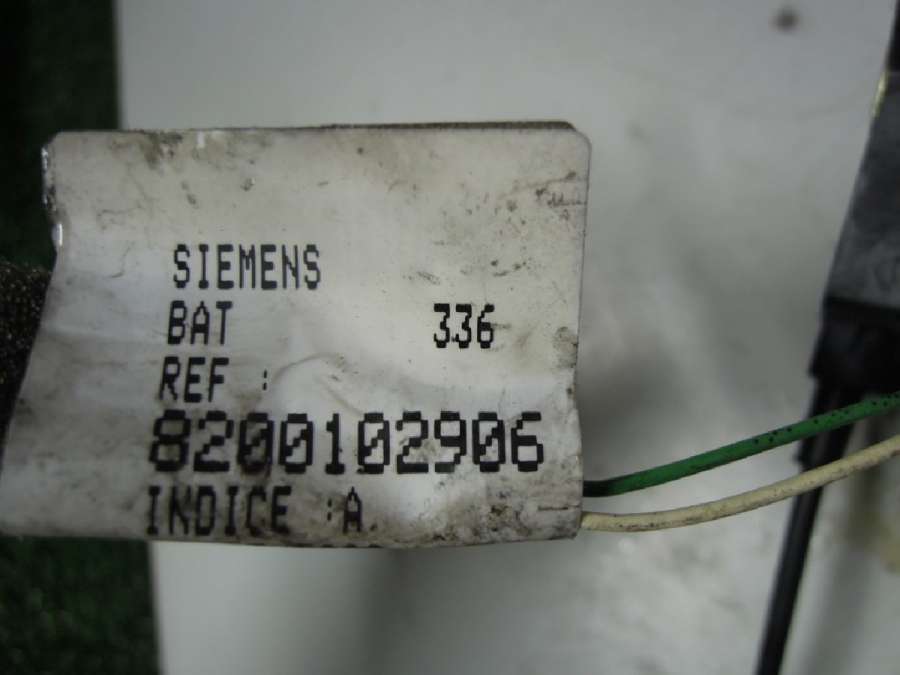 SIEMENS
BAT 336
REF :
8200102906
INDICE :A